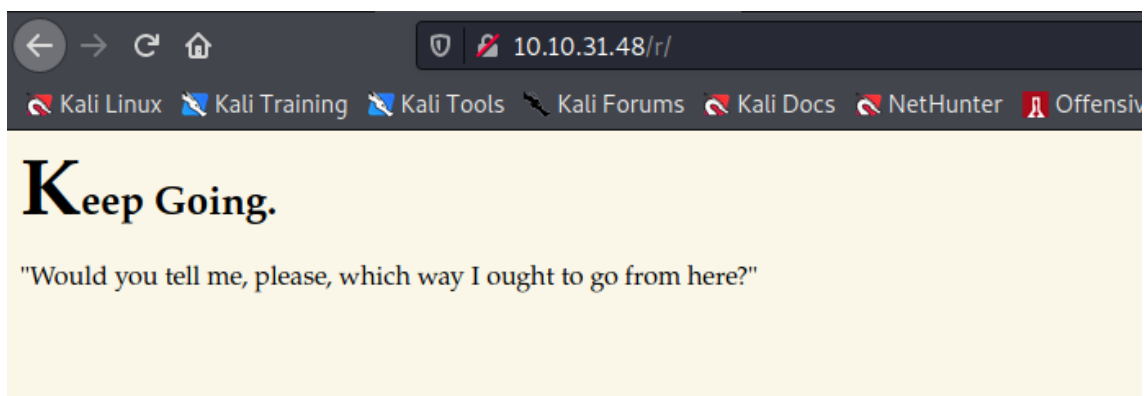 10.10.31.48/r/
Kali Linux Kali Training Kali Tools Kali Forums Kali Docs NetHunter Offensiv
Keep Going.
"Would you tell me, please, which way I ought to go from here?"